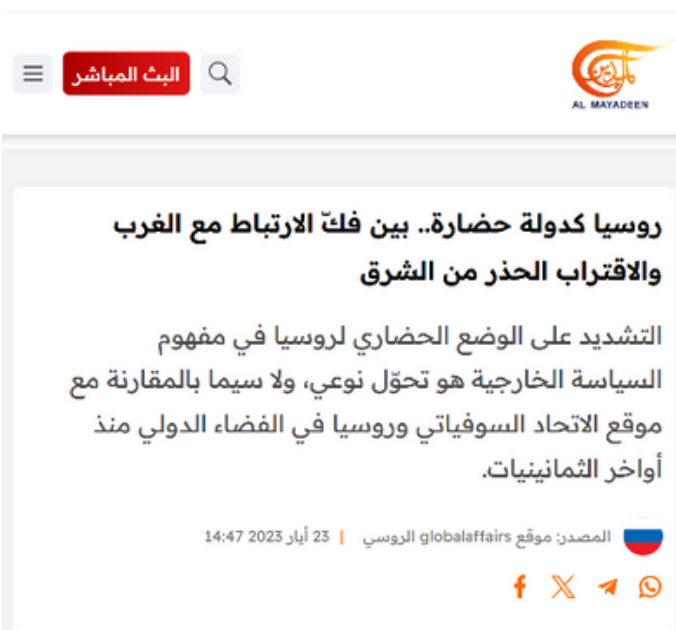 البث المباشر
الميادين
AL MAYADEEN
روسيا كدولة حضارة.. بين فكّ الارتباط مع الغرب
والاقتراب الحذر من الشرق
التشديد على الوضع الحضاري لروسيا في مفهوم
السياسة الخارجية هو تحوّل نوعي، ولا سيما بالمقارنة مع
موقع الاتحاد السوفياتي وروسيا في الفضاء الدولي منذ
أواخر الثمانينيات.
المصدر: موقع globalaffairs الروسي | 23 أيار 2023 14:47